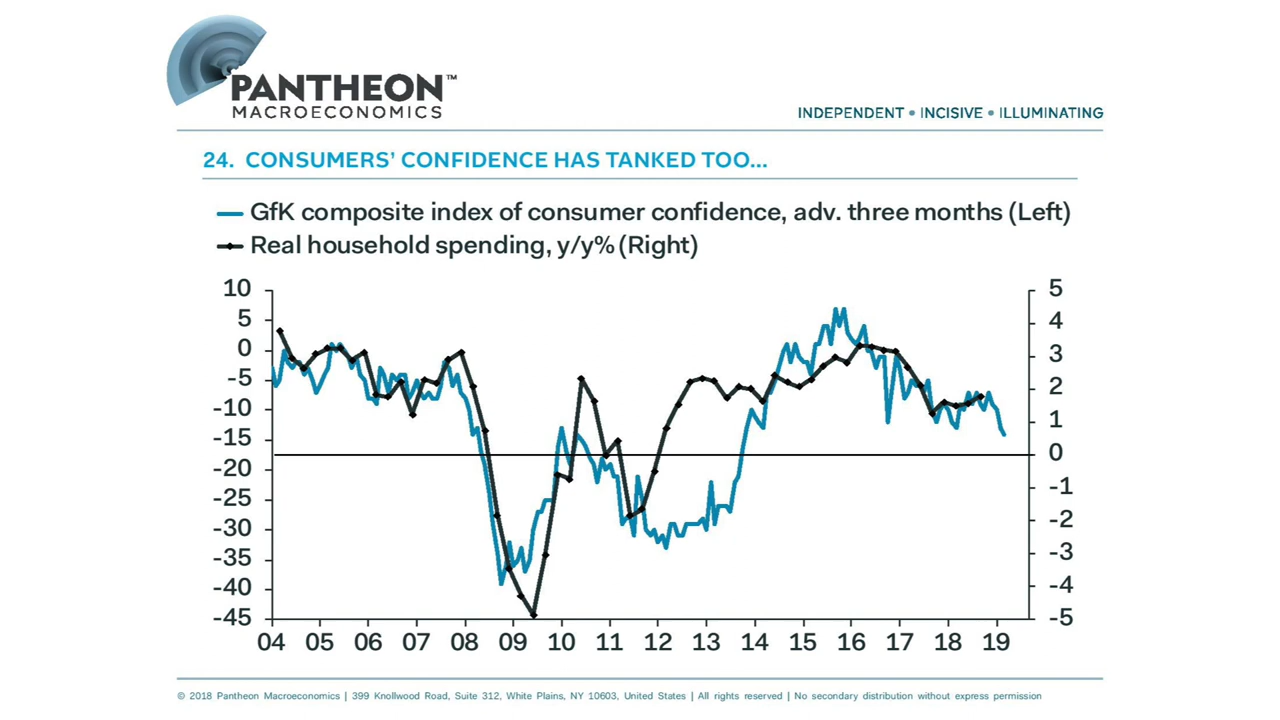 PANTHEON™
MACROECONOMICS
INDEPENDENT • INCISIVE • ILLUMINATING
24. CONSUMERS' CONFIDENCE HAS TANKED TOO...
GfK composite index of consumer confidence, adv. three months (Left)
Real household spending, y/y% (Right)
10 5
5 4
0 3
-5 2
-10 1
-15 0
-20 -1
-25 -2
-30 -3
-35 -4
-40 -5
-45
04 05 06 07 08 09 10 11 12 13 14 15 16 17 18 19
© 2018 Pantheon Macroeconomics | 399 Knollwood Road, Suite 312, White Plains, NY 10603, United States | All rights reserved | No secondary distribution without express permission